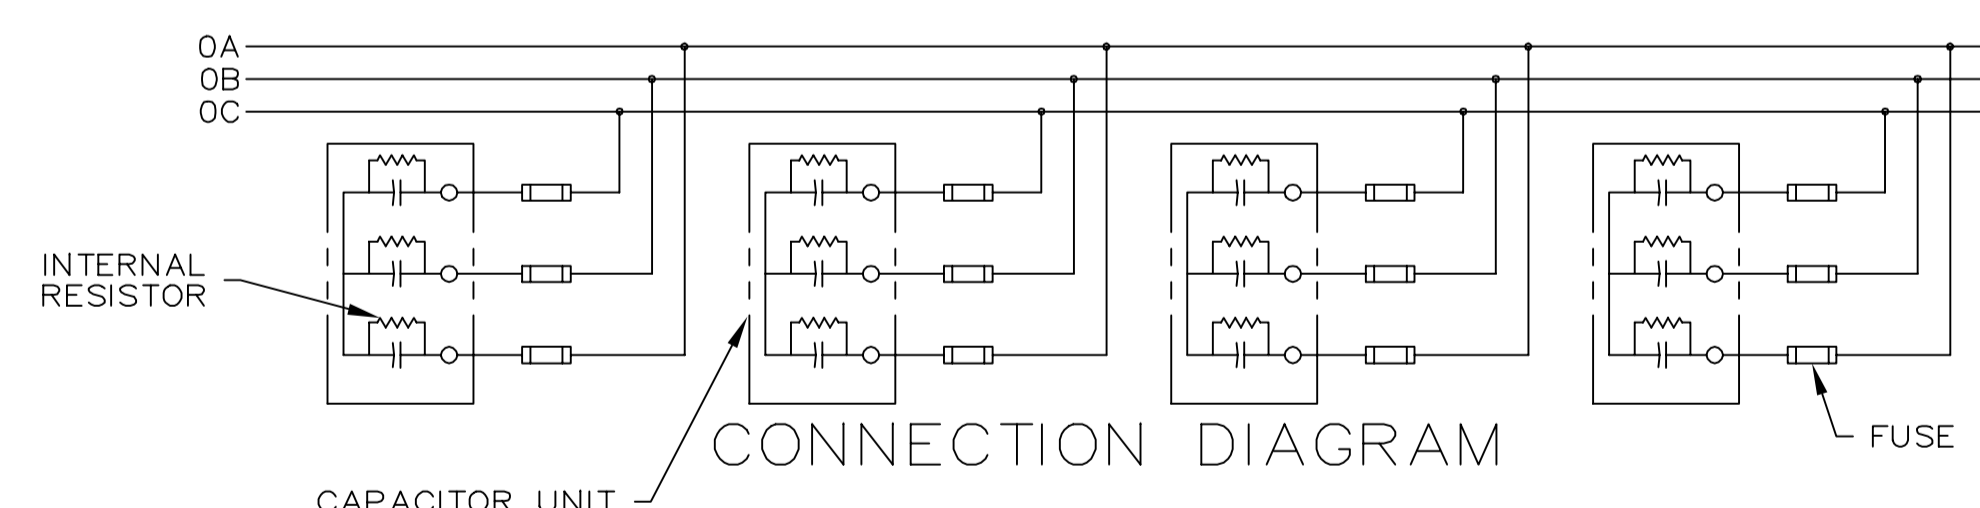 0A
0B
0C
INTERNAL
RESISTOR
CONNECTION DIAGRAM
FUSE
CAPACITOR UNIT